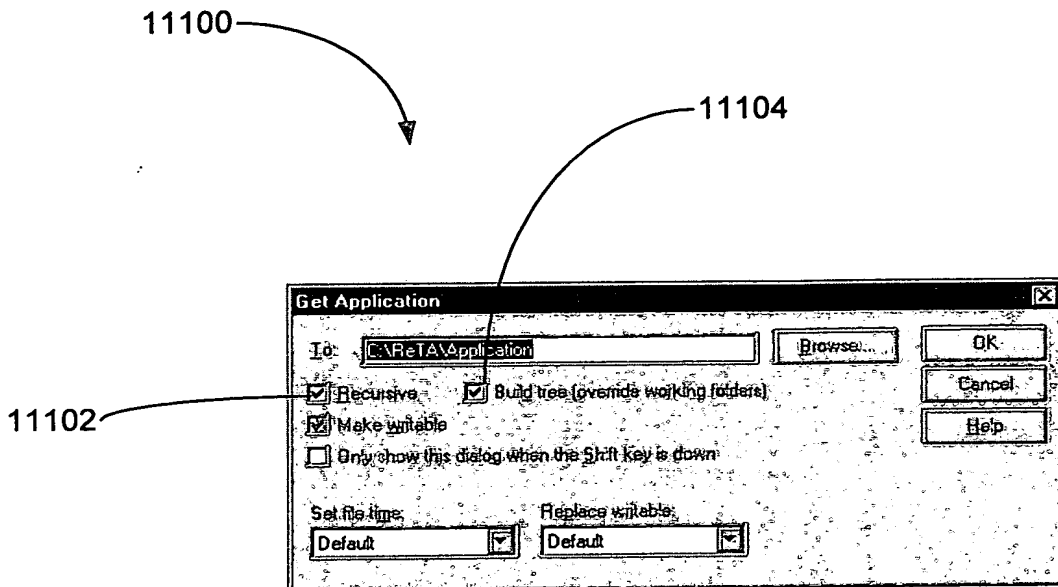 11100
11104
Get Application
To: C:\ReTA\Application Browse... OK
11102 Recursive Build tree (override working folders) Cancel
Make writable Help
Only show this dialog when the Shift key is down
Set file time: Replace writable:
Default Default